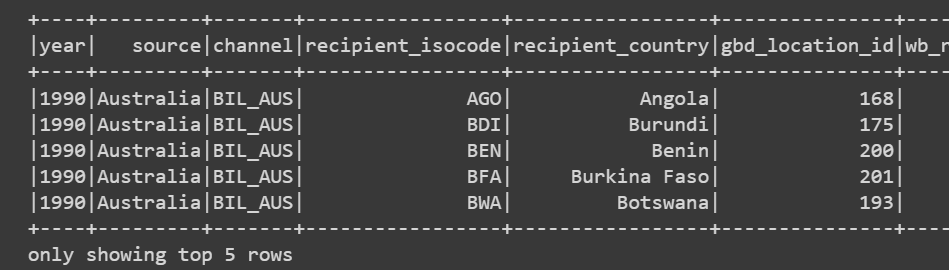 +----+---------+-------+-----------------+-----------------+---------------+----
|year|   source|channel|recipient_isocode|recipient_country|gbd_location_id|wb_r
+----+---------+-------+-----------------+-----------------+---------------+----
|1990|Australia|BIL_AUS|              AGO|           Angola|            168|
|1990|Australia|BIL_AUS|              BDI|          Burundi|            175|
|1990|Australia|BIL_AUS|              BEN|            Benin|            200|
|1990|Australia|BIL_AUS|              BFA|     Burkina Faso|            201|
|1990|Australia|BIL_AUS|              BWA|         Botswana|            193|
+----+---------+-------+-----------------+-----------------+---------------+----
only showing top 5 rows